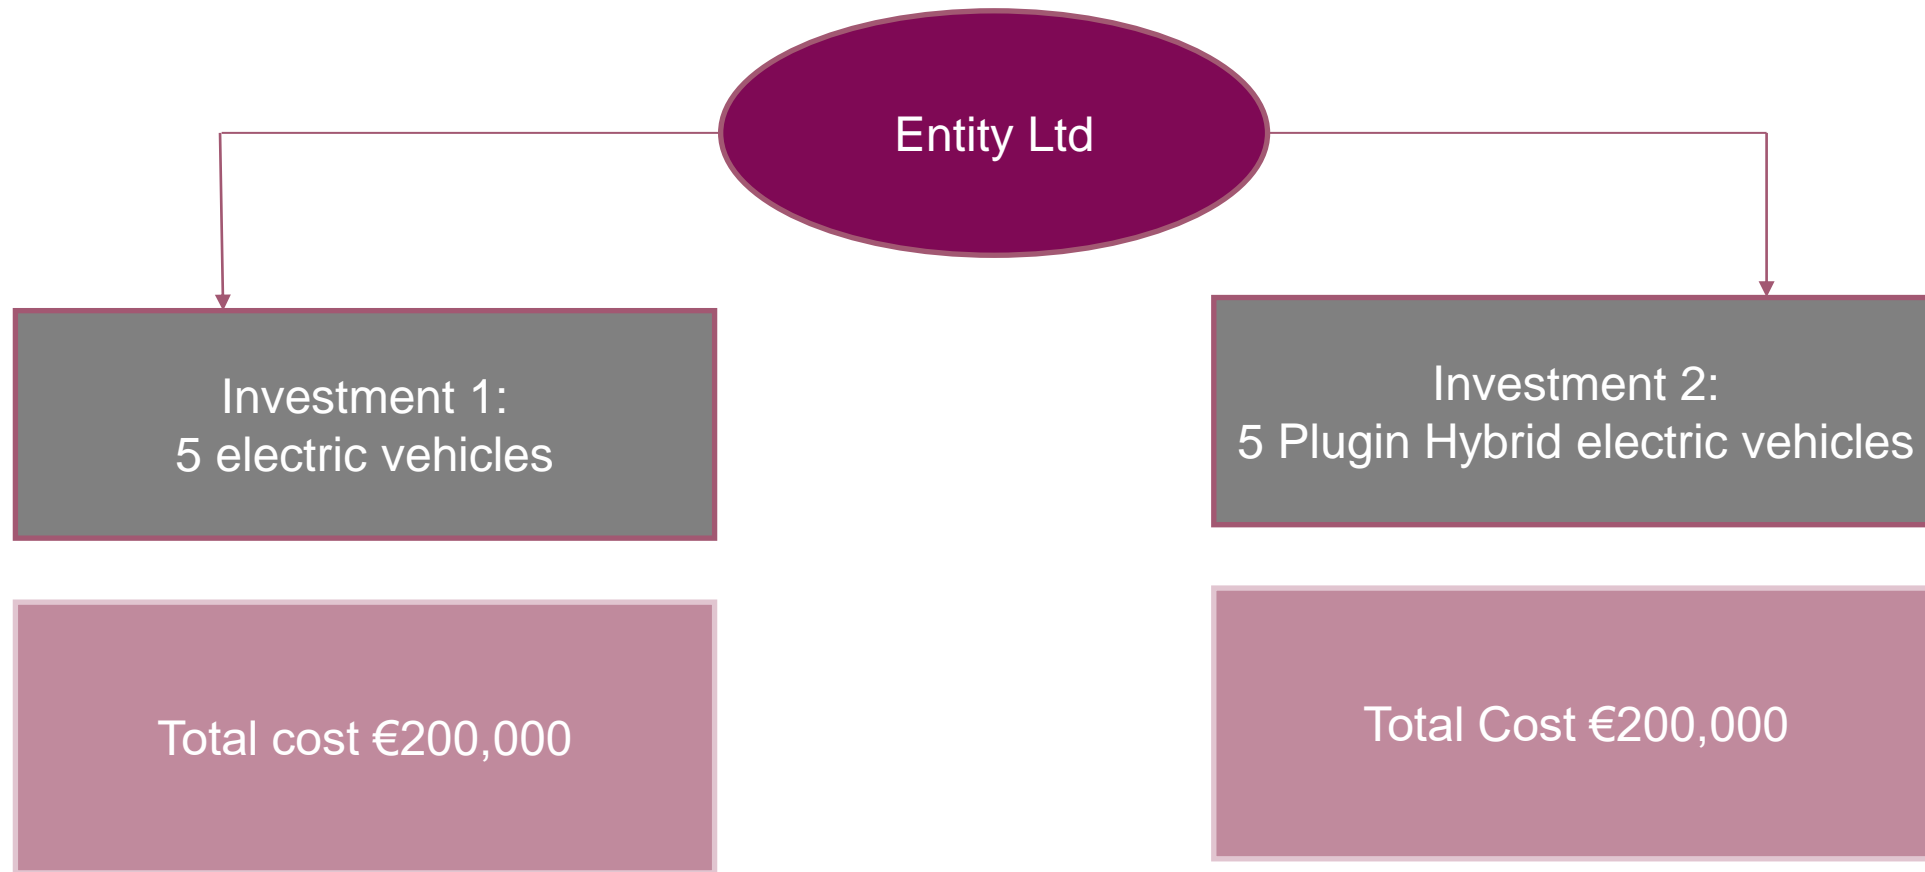 Entity Ltd
Investment 1:
5 electric vehicles
Investment 2:
5 Plugin Hybrid electric vehicles
Total cost €200,000
Total Cost €200,000